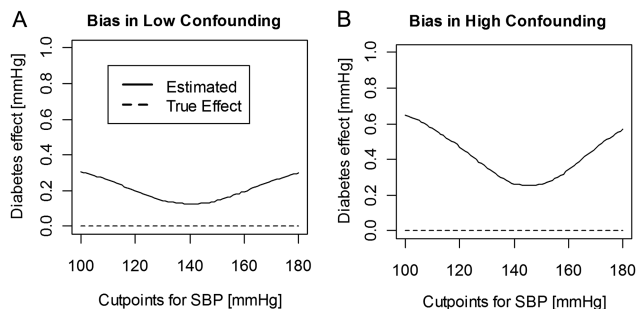 A
Bias in Low Confounding
Diabetes effect [mmHg]
0.0 0.2 0.4 0.6 0.8 1.0
Estimated
True Effect
100 120 140 160 180
Cutpoints for SBP [mmHg]
B
Bias in High Confounding
Diabetes effect [mmHg]
0.0 0.2 0.4 0.6 0.8 1.0
100 120 140 160 180
Cutpoints for SBP [mmHg]